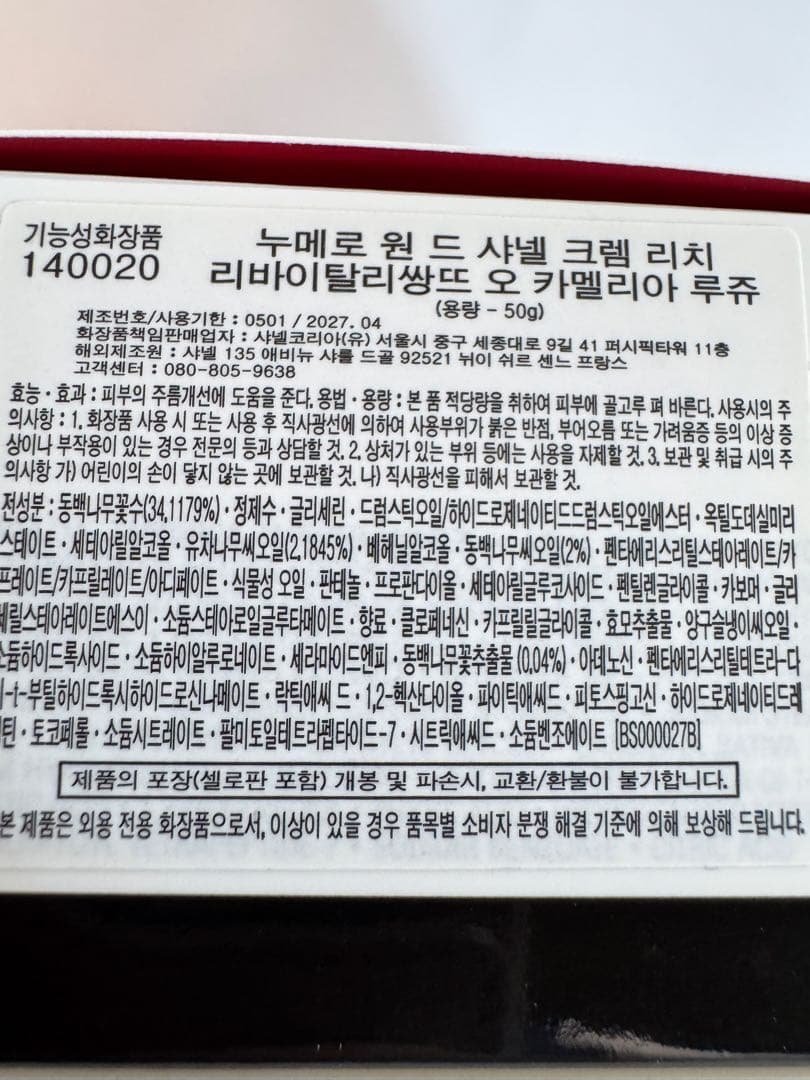 기능성화장품
140020
누메로 원 드 샤넬 크렘 리치
리바이탈리쌍뜨 오 카멜리아 루쥬
(용량 - 50g)
제조번호/사용기한 : 0501 / 2027. 04
화장품책임판매업자 : 샤넬코리아(유) 서울시 중구 세종대로 9길 41 퍼시픽타워 11층
해외제조원 : 샤넬 135 애비뉴 샤를 드골 92521 뉘이 쉬르 센느 프랑스
고객센터 : 080-805-9638
효능·효과 : 피부의 주름개선에 도움을 준다. 용법·용량 : 본 품 적당량을 취하여 피부에 골고루 펴 바른다. 사용시의 주
의사항 : 1. 화장품 사용 시 또는 사용 후 직사광선에 의하여 사용부위가 붉은 반점, 부어오름 또는 가려움증 등의 이상 증
상이나 부작용이 있는 경우 전문의 등과 상담할 것. 2. 상처가 있는 부위 등에는 사용을 자제할 것. 3. 보관 및 취급 시의 주
의사항 가) 어린이의 손이 닿지 않는 곳에 보관할 것. 나) 직사광선을 피해서 보관할 것.
전성분 : 동백나무꽃수(34.1179%)·정제수·글리세린·드럼스틱오일/하이드로제네이티드드럼스틱오일에스터·옥틸도데실미리
스테이트·세테아릴알코올·유차나무씨오일(2.1845%)·베헤닐알코올·동백나무씨오일(2%)·펜타에리스리틸스테아레이트/카
프레이트/카프릴레이트/아디페이트·식물성 오일·판테놀·프로판다이올·세테아릴글루코사이드·펜틸렌글라이콜·카보머·글리
세릴스테아레이트에스이·소듐스테아로일글루타메이트·향료·클로페네신·카프릴릴글라이콜·효모추출물·양구슬냉이씨오일·
소듐하이드록사이드·소듐하이알루로네이트·세라마이드엔피·동백나무꽃추출물 (0.04%)·아데노신·펜타에리스리틸테트라-다
이-t-부틸하이드록시하이드로신나메이트·락틱애씨드·1,2-헥산다이올·파이틱애씨드·피토스핑고신·하이드로제네이티드레
시틴·토코페롤·소듐시트레이트·팔미토일테트라펩타이드-7·시트릭애씨드·소듐벤조에이트 [BS000027B]
제품의 포장(셀로판 포함) 개봉 및 파손시, 교환/환불이 불가합니다.
본 제품은 외용 전용 화장품으로서, 이상이 있을 경우 품목별 소비자 분쟁 해결 기준에 의해 보상해 드립니다.